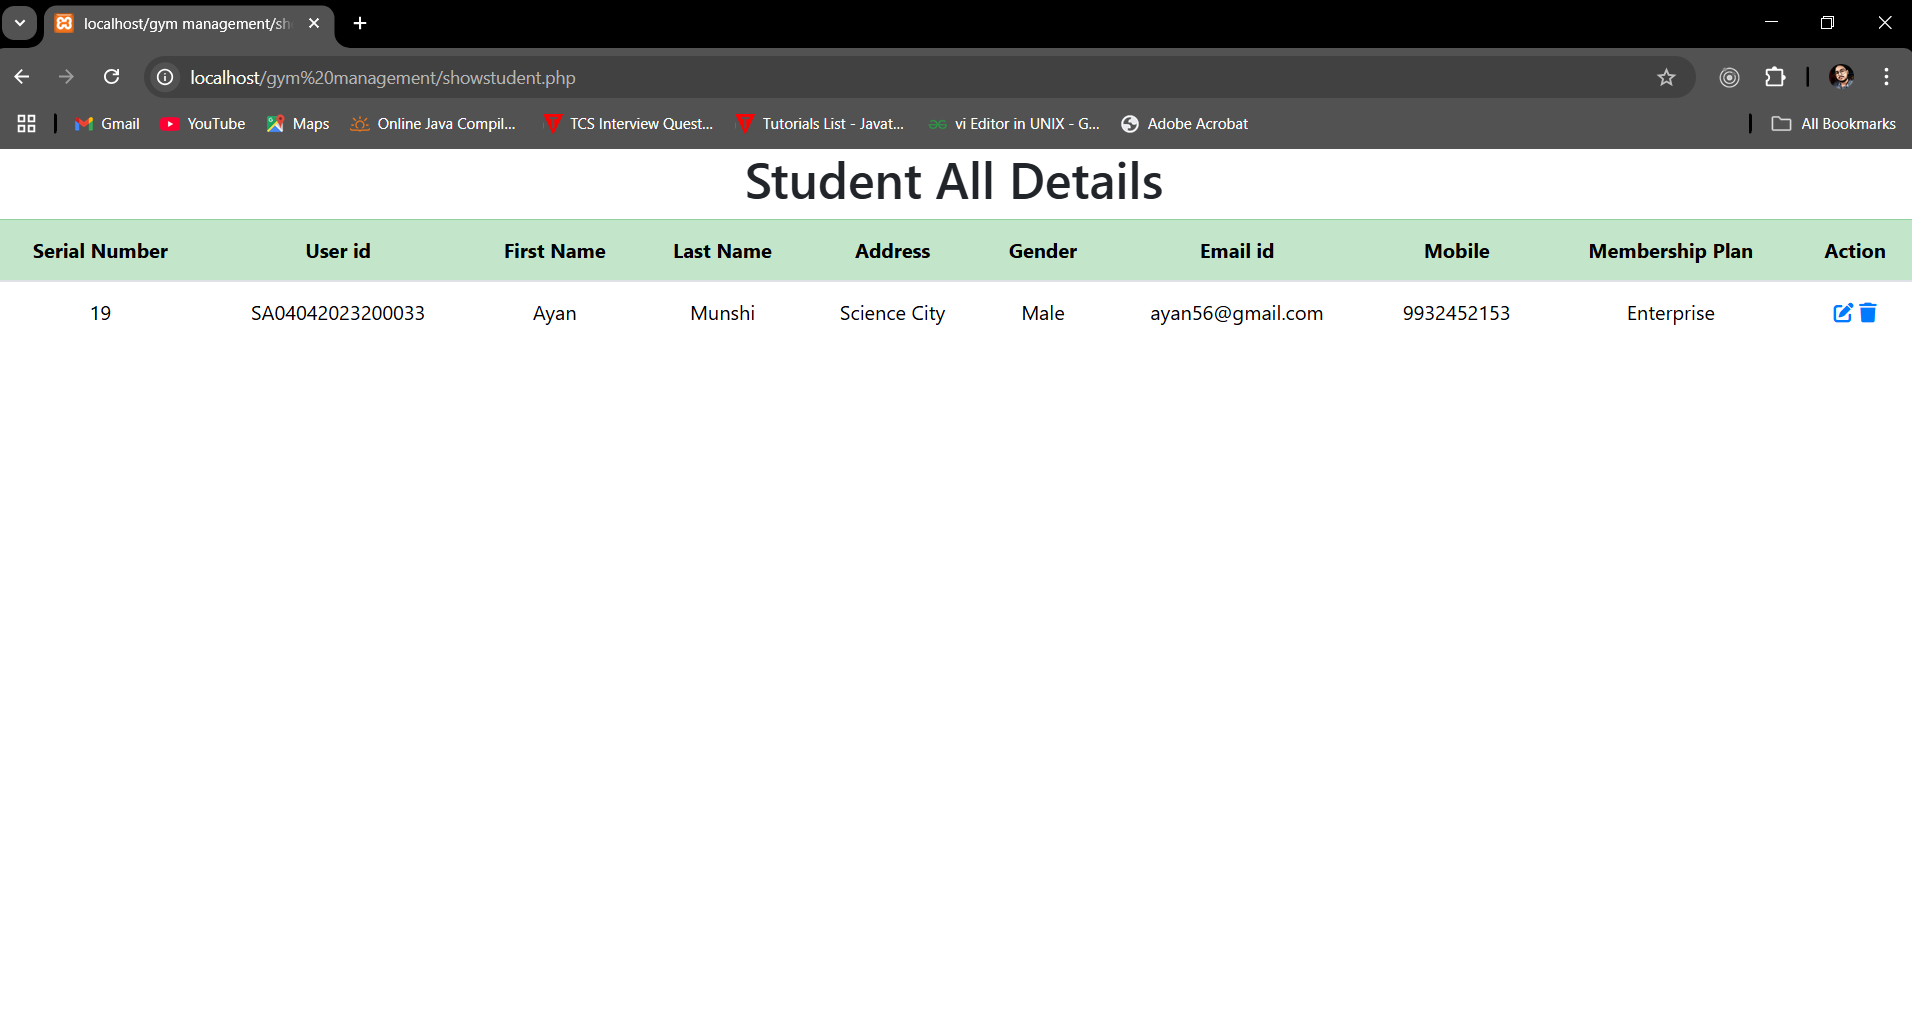 localhost/gym management/sh
localhost/gym%20management/showstudent.php
Gmail YouTube Maps Online Java Compil... TCS Interview Quest... Tutorials List - Javat... vi Editor in UNIX - G... Adobe Acrobat All Bookmarks
Student All Details
Serial Number User id First Name Last Name Address Gender Email id Mobile Membership Plan Action
19 SA04042023200033 Ayan Munshi Science City Male ayan56@gmail.com 9932452153 Enterprise